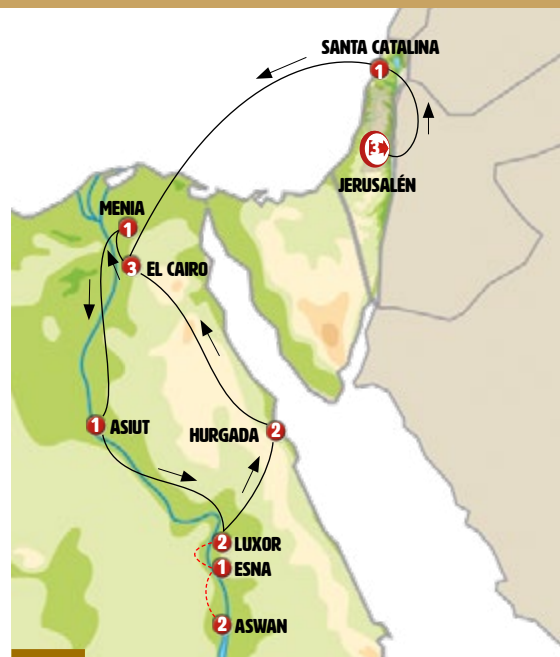 SANTA CATALINA
1
3
JERUSALÉN
MENIA
1
3 EL CAIRO
1 ASIUT
HURGADA 2
2 LUXOR
1 ESNA
2 ASWAN